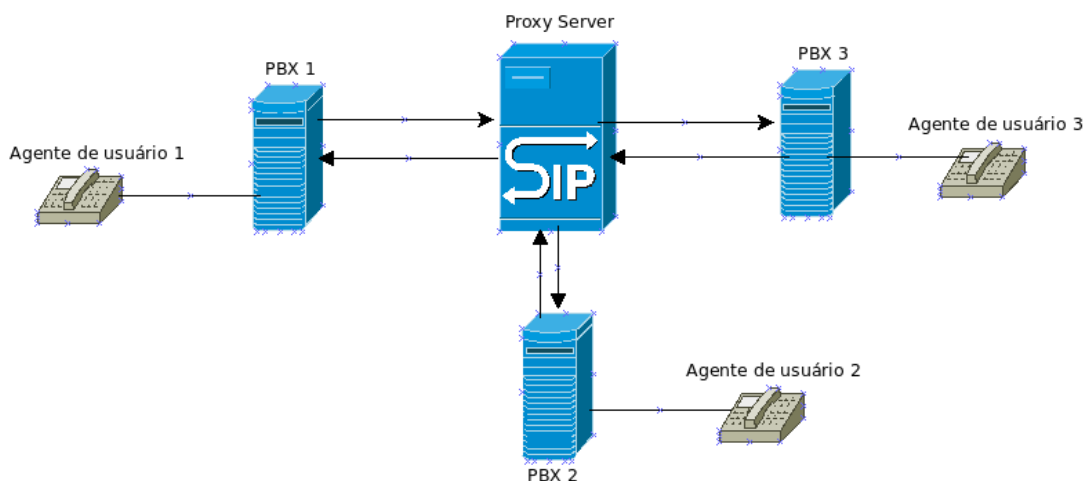 Proxy Server
PBX 1
PBX 3
Agente de usuário 1
Agente de usuário 3
SIP
Agente de usuário 2
PBX 2